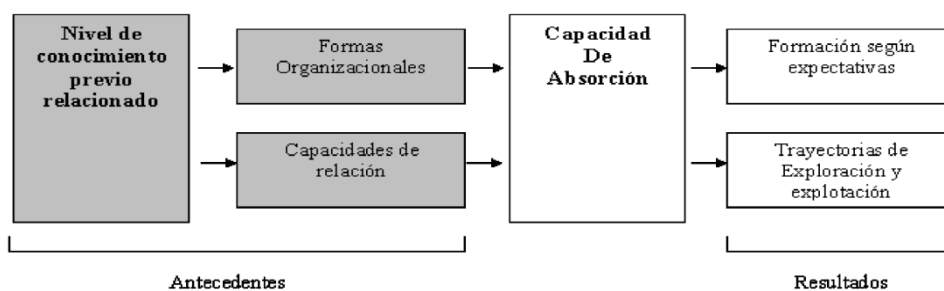 Nivel de
conocimiento
previo
relacionado
Formas
Organizacionales
Capacidades de
relación
Capacidad
De
Absorción
Formación según
expectativas
Trayectorias de
Exploración y
explotación
Antecedentes
Resultados